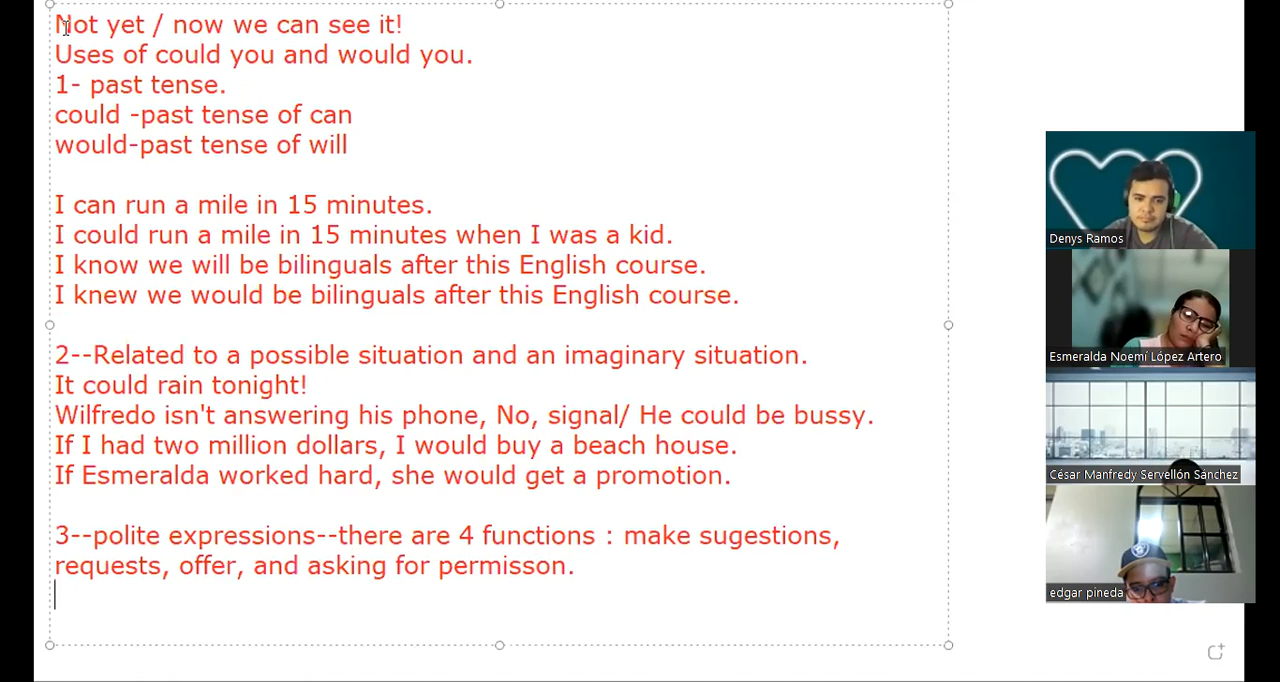 Not yet / now we can see it!
Uses of could you and would you.
1- past tense.
could -past tense of can
would-past tense of will
I can run a mile in 15 minutes.
I could run a mile in 15 minutes when I was a kid.
I know we will be bilinguals after this English course.
I knew we would be bilinguals after this English course.
2--Related to a possible situation and an imaginary situation.
It could rain tonight!
Wilfredo isn't answering his phone, No, signal/ He could be bussy.
If I had two million dollars, I would buy a beach house.
If Esmeralda worked hard, she would get a promotion.
3--polite expressions--there are 4 functions : make sugestions,
requests, offer, and asking for permisson.
Denys Ramos
Esmeralda Noemí López Artero
César Manfredy Servellón Sánchez
edgar pineda